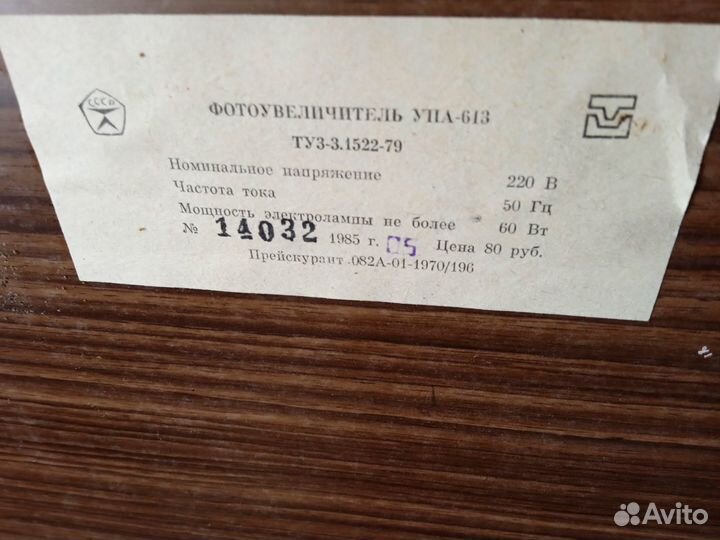 СССР
ФОТОУВЕЛИЧИТЕЛЬ УПА-613
ТУ3-3.1522-79
Номинальное напряжение 220 В
Частота тока 50 Гц
Мощность электролампы не более 60 Вт
№ 14032 1985 г. 05 Цена 80 руб.
Прейскурант 082А-01-1970/196
Avito